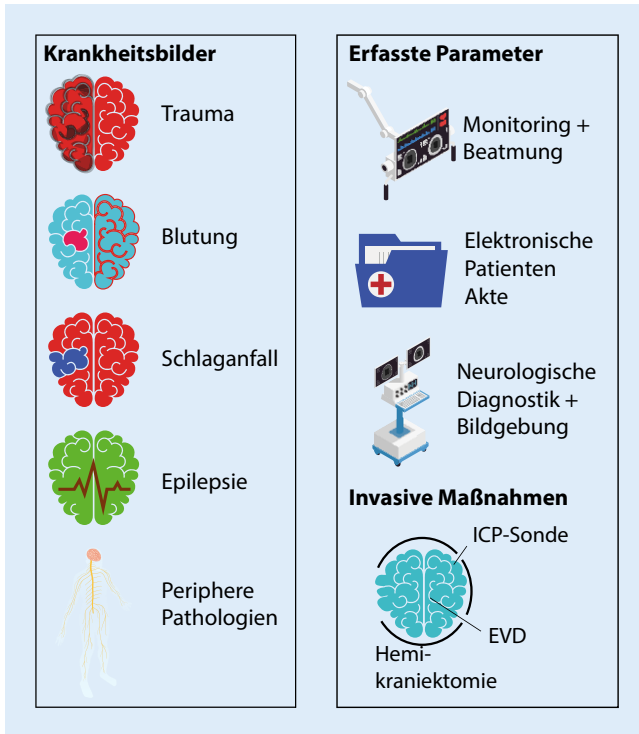 Krankheitsbilder
Trauma
Blutung
Schlaganfall
Epilepsie
Periphere
Pathologien
Erfasste Parameter
Monitoring +
Beatmung
Elektronische
Patienten
Akte
Neurologische
Diagnostik +
Bildgebung
Invasive Maßnahmen
ICP-Sonde
EVD
Hemi-
kraniektomie